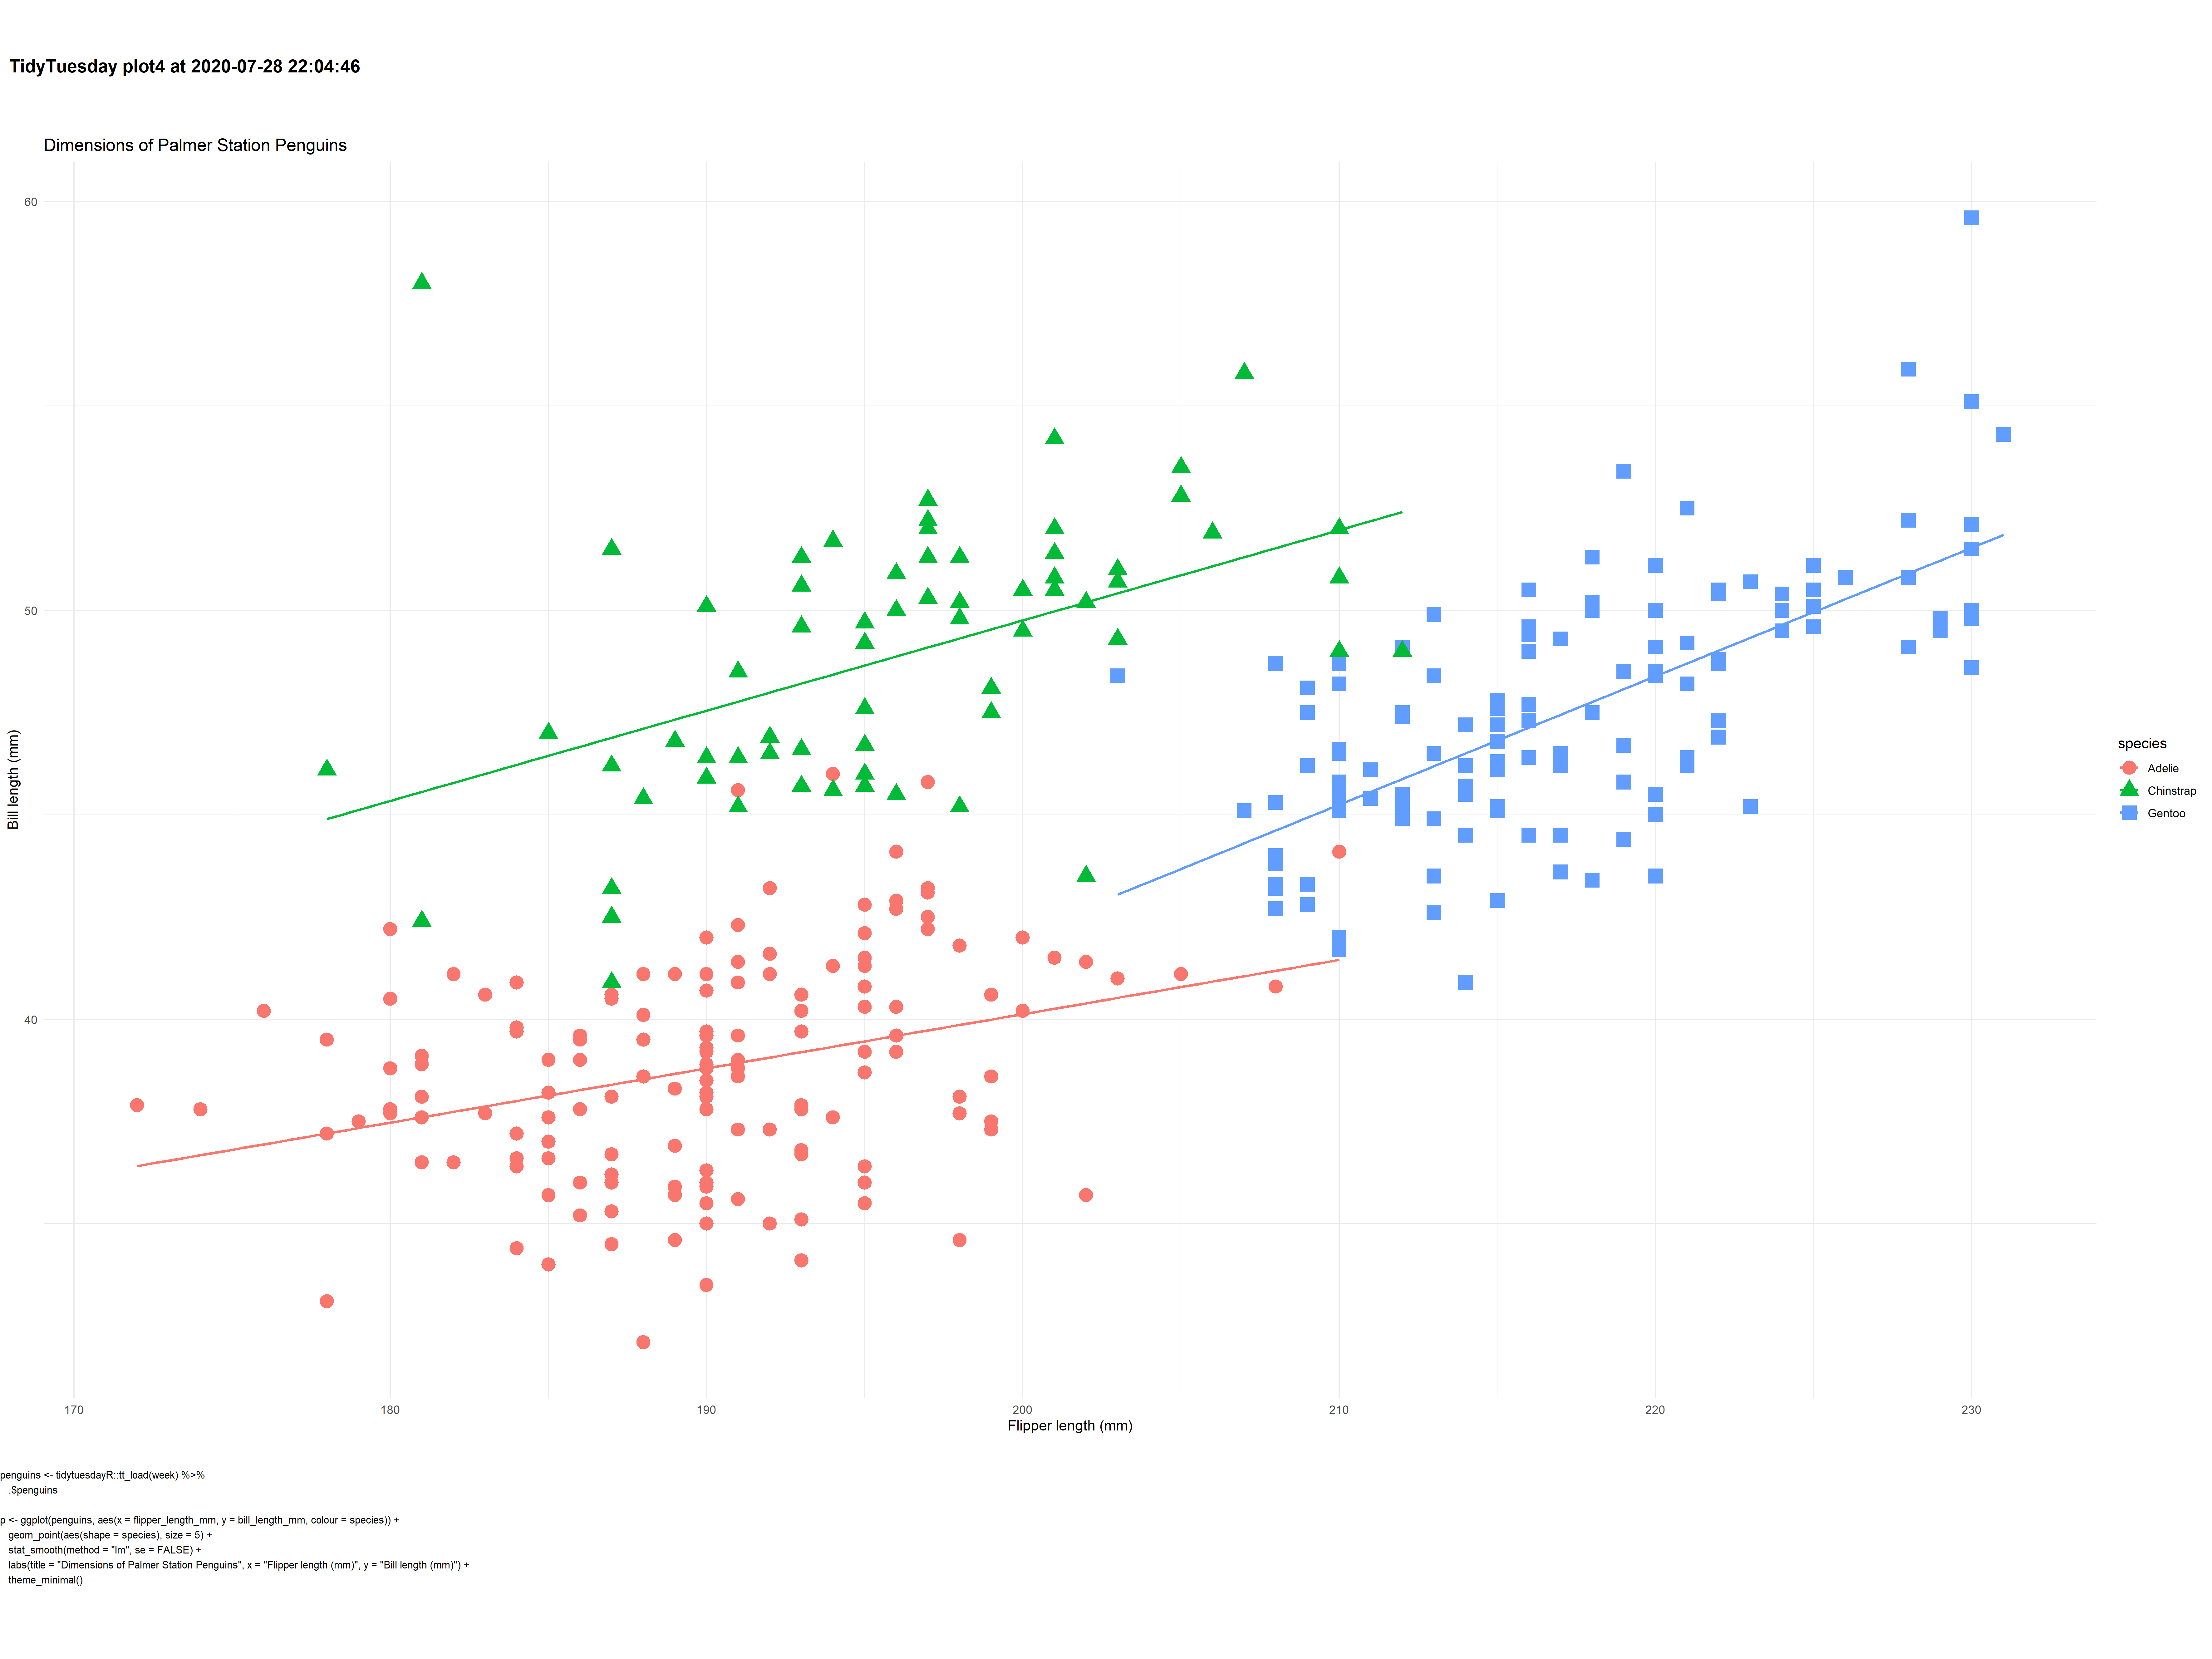 TidyTuesday plot4 at 2020-07-28 22:04:46
Dimensions of Palmer Station Penguins
60
50
40
Bill length (mm)
170 180 190 200 210 220 230
Flipper length (mm)
species
Adelie
Chinstrap
Gentoo
penguins <- tidytuesdayR::tt_load(week) %>%
.$penguins
p <- ggplot(penguins, aes(x = flipper_length_mm, y = bill_length_mm, colour = species)) +
geom_point(aes(shape = species), size = 5) +
stat_smooth(method = "lm", se = FALSE) +
labs(title = "Dimensions of Palmer Station Penguins", x = "Flipper length (mm)", y = "Bill length (mm)") +
theme_minimal()